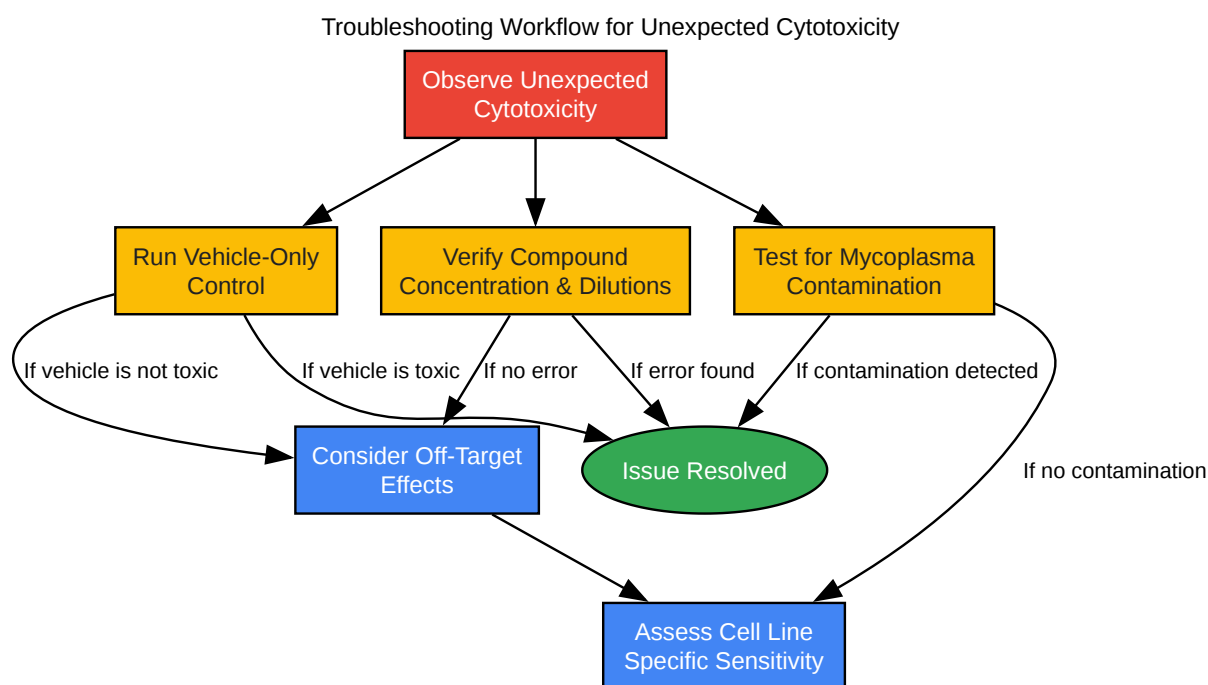 Troubleshooting Workflow for Unexpected Cytotoxicity
Observe Unexpected
Cytotoxicity
Run Vehicle-Only
Control
Verify Compound
Concentration & Dilutions
Test for Mycoplasma
Contamination
If vehicle is not toxic
If vehicle is toxic
If no error
If error found
If contamination detected
Consider Off-Target
Effects
Issue Resolved
If no contamination
Assess Cell Line
Specific Sensitivity